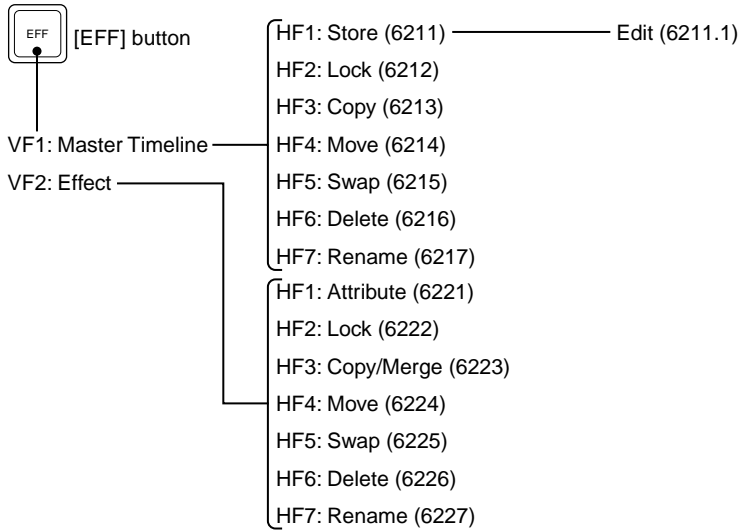 EFF
[EFF] button
VF1: Master Timeline
VF2: Effect
HF1: Store (6211)
Edit (6211.1)
HF2: Lock (6212)
HF3: Copy (6213)
HF4: Move (6214)
HF5: Swap (6215)
HF6: Delete (6216)
HF7: Rename (6217)
HF1: Attribute (6221)
HF2: Lock (6222)
HF3: Copy/Merge (6223)
HF4: Move (6224)
HF5: Swap (6225)
HF6: Delete (6226)
HF7: Rename (6227)